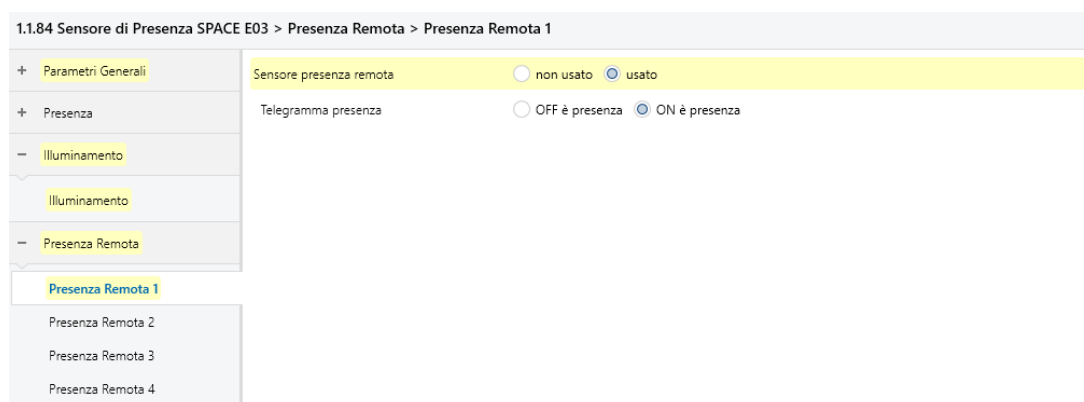 1.1.84 Sensore di Presenza SPACE E03 > Presenza Remota > Presenza Remota 1
+ Parametri Generali
Sensore presenza remota non usato usato
+ Presenza
Telegramma presenza OFF è presenza ON è presenza
− Illuminamento
Illuminamento
− Presenza Remota
Presenza Remota 1
Presenza Remota 2
Presenza Remota 3
Presenza Remota 4